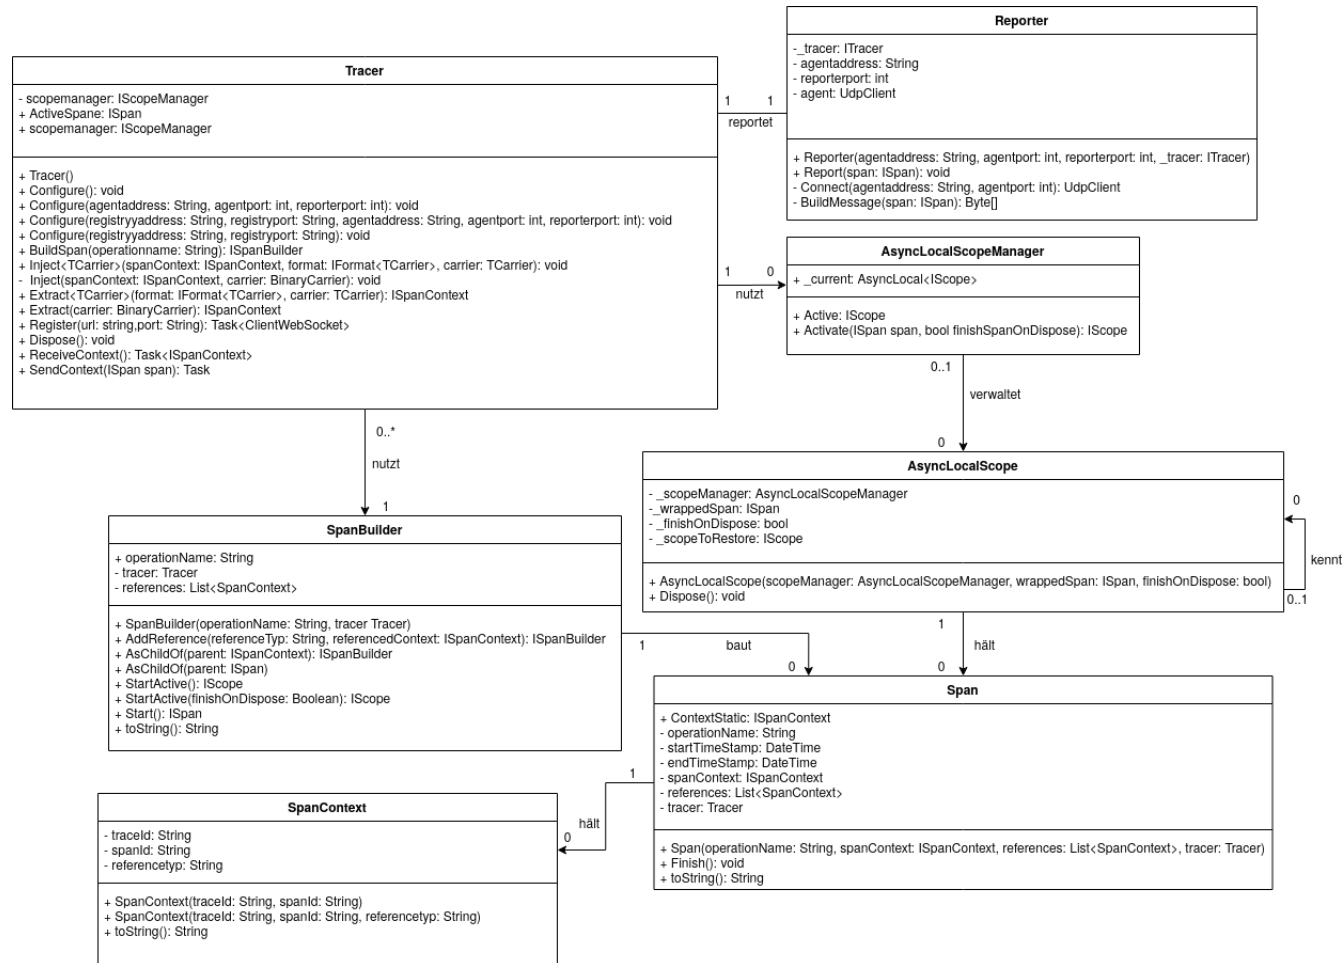 Reporter
-_tracer: ITracer
- agentaddress: String
- reporterport: int
- agent: UdpClient
+ Reporter(agentaddress: String, agentport: int, reporterport: int, _tracer: ITracer)
+ Report(span: ISpan): void
- Connect(agentaddress: String, agentport: int): UdpClient
- BuildMessage(span: ISpan): Byte[]
Tracer
- scopemanager: IScopeManager
+ ActiveSpane: ISpan
+ scopemanager: IScopeManager
+ Tracer()
+ Configure(): void
+ Configure(agentaddress: String, agentport: int, reporterport: int): void
+ Configure(registryyaddress: String, registryport: String, agentaddress: String, agentport: int, reporterport: int): void
+ Configure(registryyaddress: String, registryport: String): void
+ BuildSpan(operationname: String): ISpanBuilder
+ Inject<TCarrier>(spanContext: ISpanContext, format: IFormat<TCarrier>, carrier: TCarrier): void
- Inject(spanContext: ISpanContext, carrier: BinaryCarrier): void
+ Extract<TCarrier>(format: IFormat<TCarrier>, carrier: TCarrier): ISpanContext
+ Extract(carrier: BinaryCarrier): ISpanContext
+ Register(url: string,port: String): Task<ClientWebSocket>
+ Dispose(): void
+ ReceiveContext(): Task<ISpanContext>
+ SendContext(ISpan span): Task
1 1
reportet
1 0
nutzt
AsyncLocalScopeManager
+ _current: AsyncLocal<IScope>
+ Active: IScope
+ Activate(ISpan span, bool finishSpanOnDispose): IScope
0..1
verwaltet
0
0..*
nutzt
1
AsyncLocalScope
- _scopeManager: AsyncLocalScopeManager
-_wrappedSpan: ISpan
- _finishOnDispose: bool
- _scopeToRestore: IScope
+ AsyncLocalScope(scopeManager: AsyncLocalScopeManager, wrappedSpan: ISpan, finishOnDispose: bool)
+ Dispose(): void
0
kennt
0..1
SpanBuilder
+ operationName: String
- tracer: Tracer
- references: List<SpanContext>
+ SpanBuilder(operationName: String, tracer Tracer)
+ AddReference(referenceTyp: String, referencedContext: ISpanContext): ISpanBuilder
+ AsChildOf(parent: ISpanContext): ISpanBuilder
+ AsChildOf(parent: ISpan)
+ StartActive(): IScope
+ StartActive(finishOnDispose: Boolean): IScope
+ Start(): ISpan
+ toString(): String
1 baut 0
1
hält
0
Span
+ ContextStatic: ISpanContext
- operationName: String
- startTimeStamp: DateTime
- endTimeStamp: DateTime
- spanContext: ISpanContext
- references: List<SpanContext>
- tracer: Tracer
+ Span(operationName: String, spanContext: ISpanContext, references: List<SpanContext>, tracer: Tracer)
+ Finish(): void
+ toString(): String
1
hält
0
SpanContext
- traceId: String
- spanId: String
- referencetyp: String
+ SpanContext(traceId: String, spanId: String)
+ SpanContext(traceId: String, spanId: String, referencetyp: String)
+ toString(): String